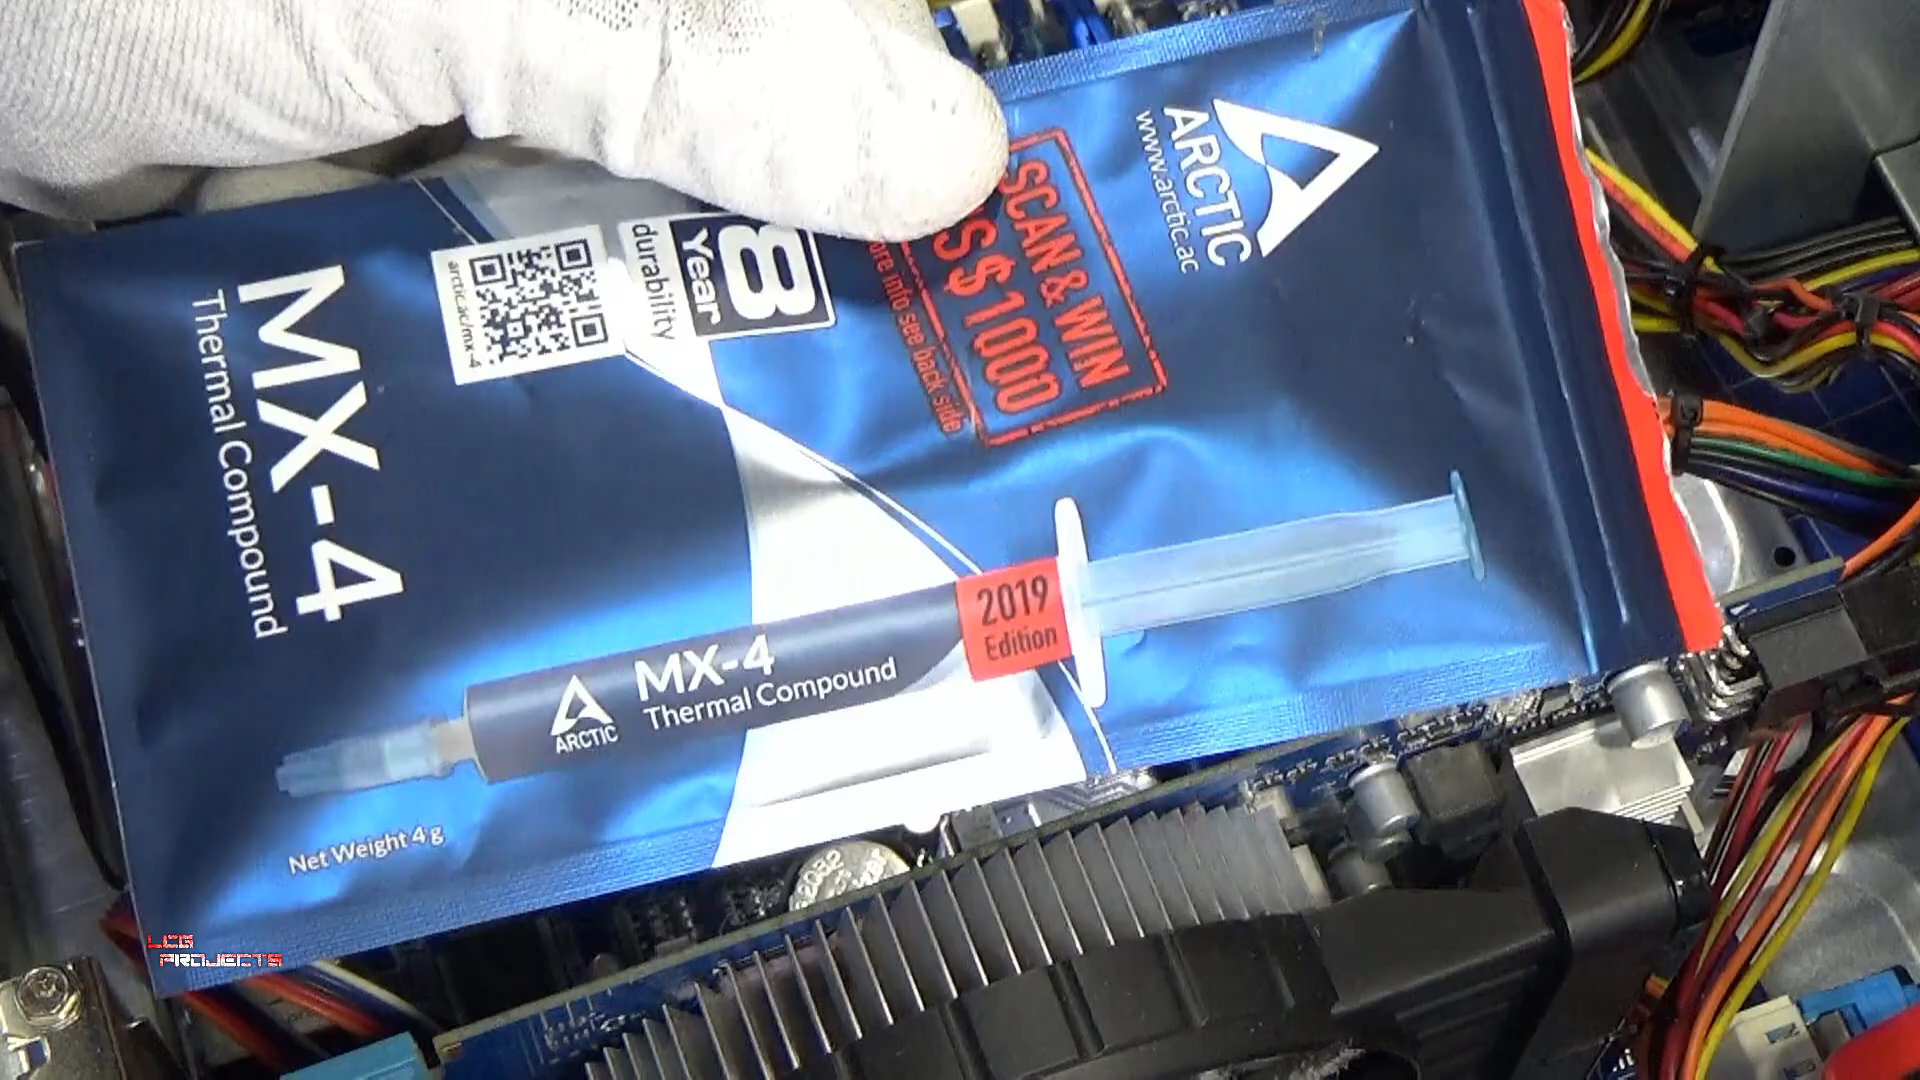 ARCTIC
www.arctic.ac
SCAN & WIN
$ 1000
info see back side
8
Year
durability
arctic.ac/mx-4
MX-4
Thermal Compound
2019
Edition
MX-4
Thermal Compound
ARCTIC
Net Weight 4 g
2032
LCG
PROJECTS